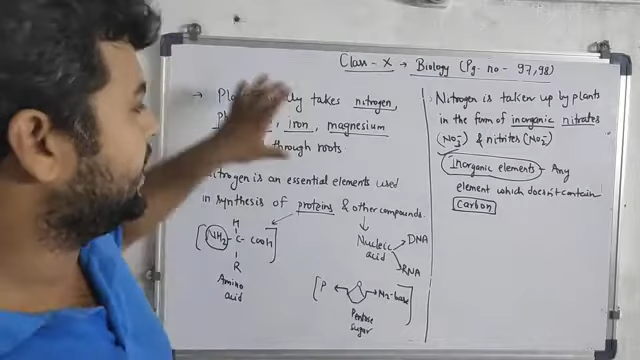 Class - X → Biology (Pg. no - 97,98)
→ takes nitrogen,
, iron, magnesium
through roots.
Nitrogen is an essential elements used
in synthesis of proteins & other compounds.
H
NH2 - C - COOH
R
Amino
acid
Nucleic
acid
DNA
RNA
P
N2-base
Pentose
sugar
Nitrogen is taken up by plants
in the form of inorganic nitrates
(NO3-) & nitrites (NO2-)
Inorganic elements - Any
element which doesn't contain
Carbon